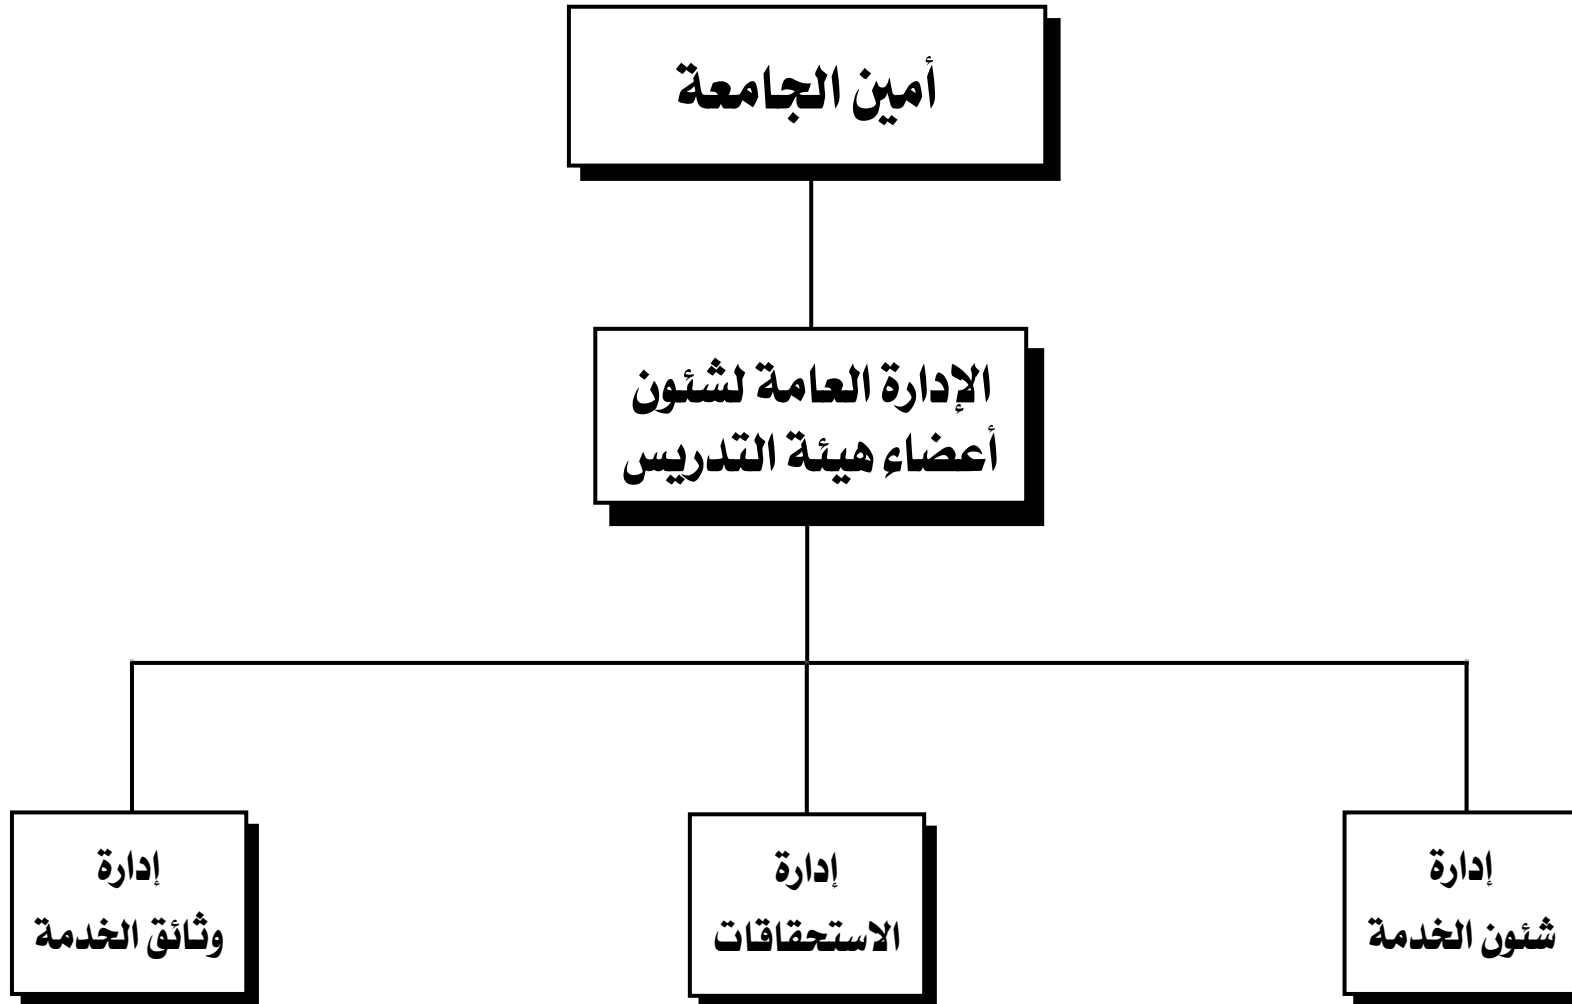 أمين الجامعة
الإدارة العامة لشئون
أعضاء هيئة التدريس
إدارة
شئون الخدمة
إدارة
الاستحقاقات
إدارة
وثائق الخدمة